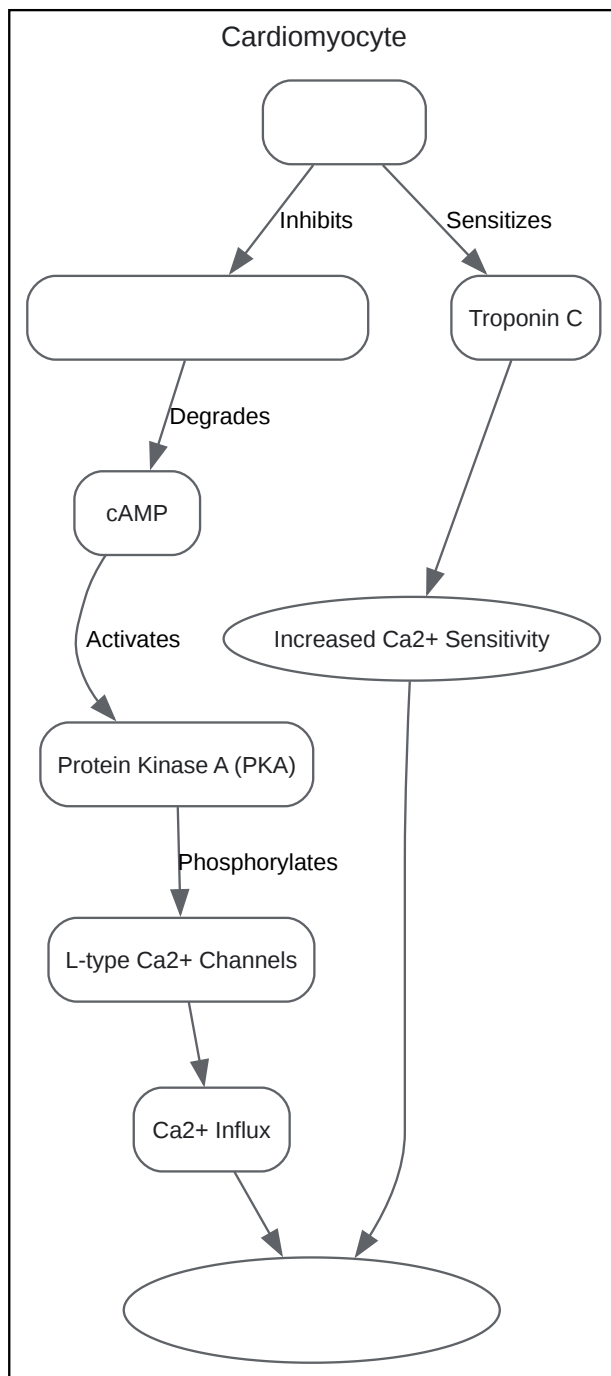 Cardiomyocyte
Inhibits
Sensitizes
Troponin C
Degrades
cAMP
Activates
Increased Ca2+ Sensitivity
Protein Kinase A (PKA)
Phosphorylates
L-type Ca2+ Channels
Ca2+ Influx